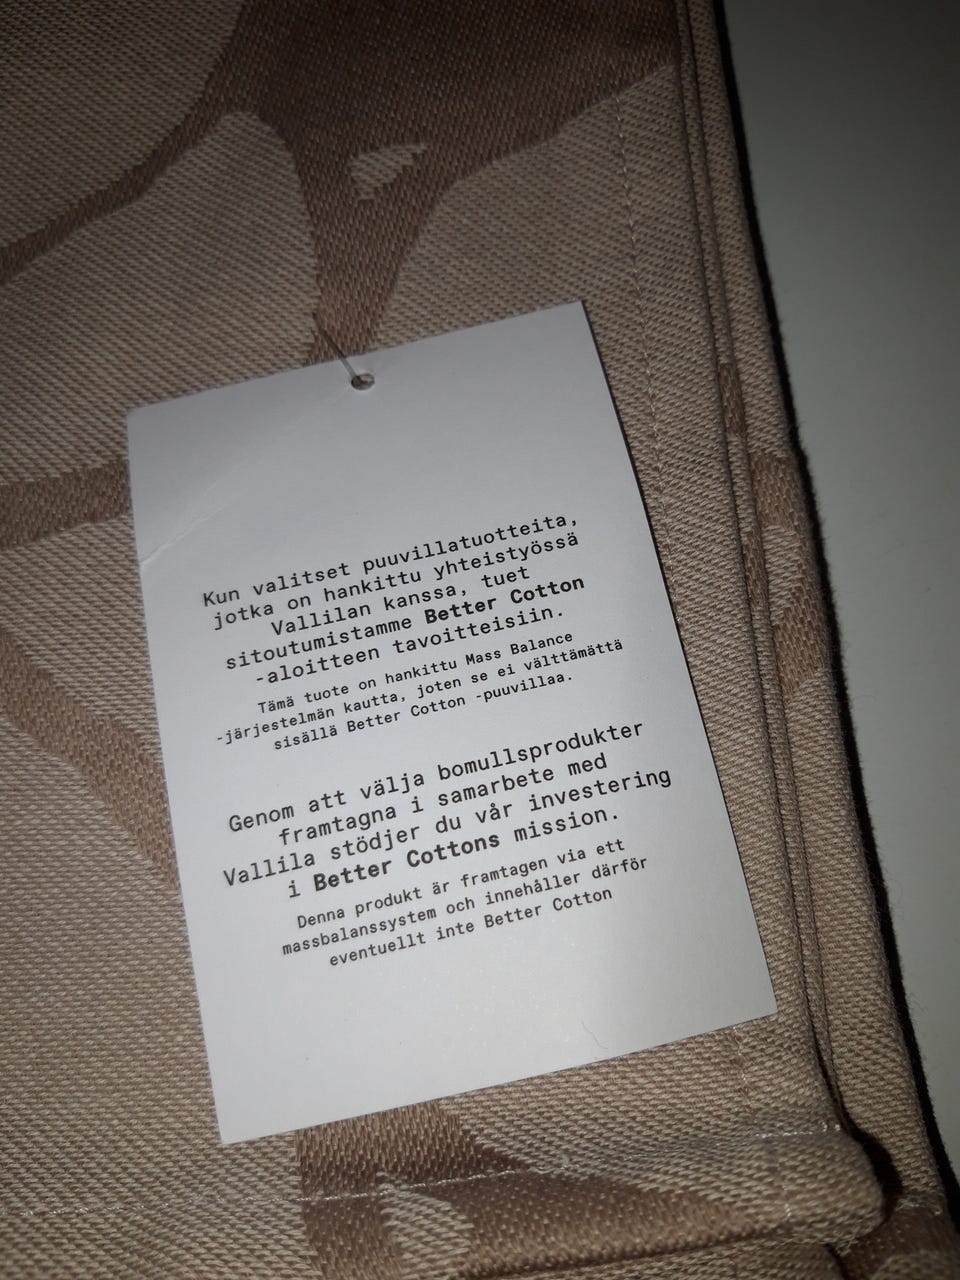 Kun valitset puuvillatuotteita,
jotka on hankittu yhteistyössä
Vallilan kanssa, tuet
sitoutumistamme Better Cotton
-aloitteen tavoitteisiin.
Tämä tuote on hankittu Mass Balance
-järjestelmän kautta, joten se ei välttämättä
sisällä Better Cotton -puuvillaa.
Genom att välja bomullsprodukter
framtagna i samarbete med
Vallila stödjer du vår investering
i Better Cottons mission.
Denna produkt är framtagen via ett
massbalanssystem och innehåller därför
eventuellt inte Better Cotton